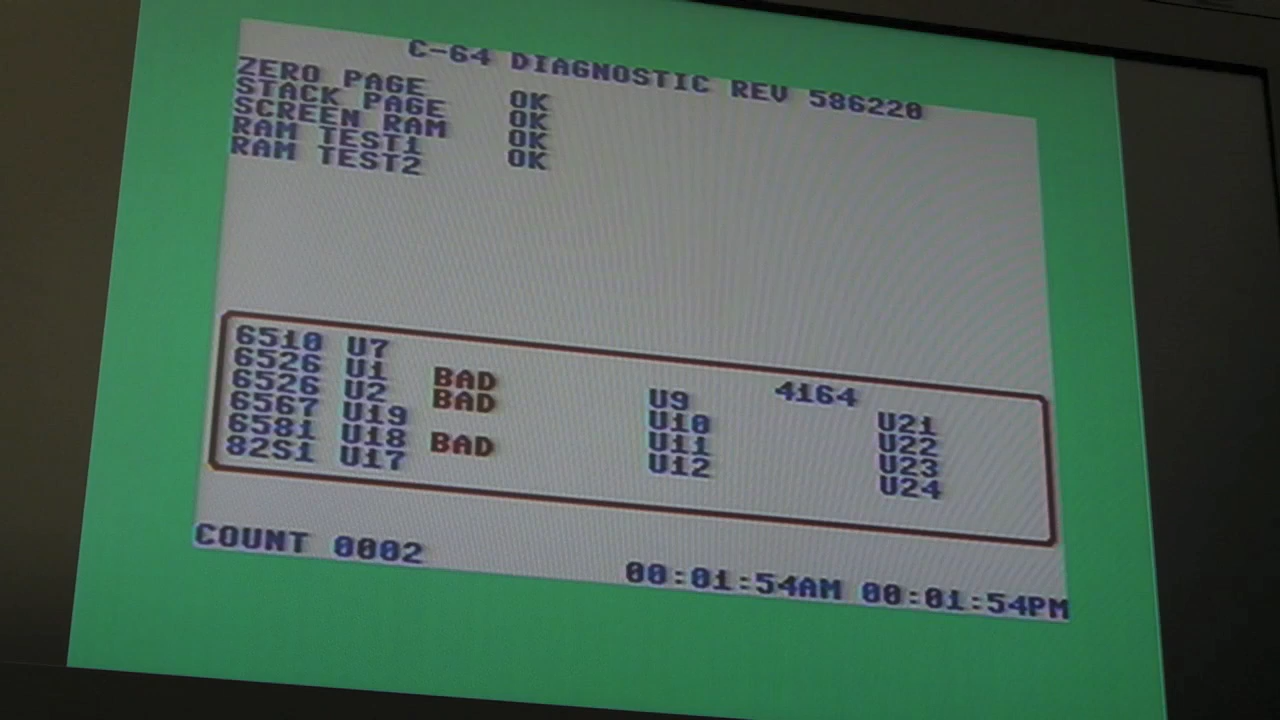 C-64 DIAGNOSTIC REV 586220
ZERO PAGE OK
STACK PAGE OK
SCREEN RAM OK
RAM TEST1 OK
RAM TEST2
6510 U7 4164
6526 U1 BAD U9 U21
6526 U2 BAD U10 U22
6567 U19 U11 U23
6581 U18 BAD U12 U24
82S1 U17
COUNT 0002
00:01:54AM 00:01:54PM